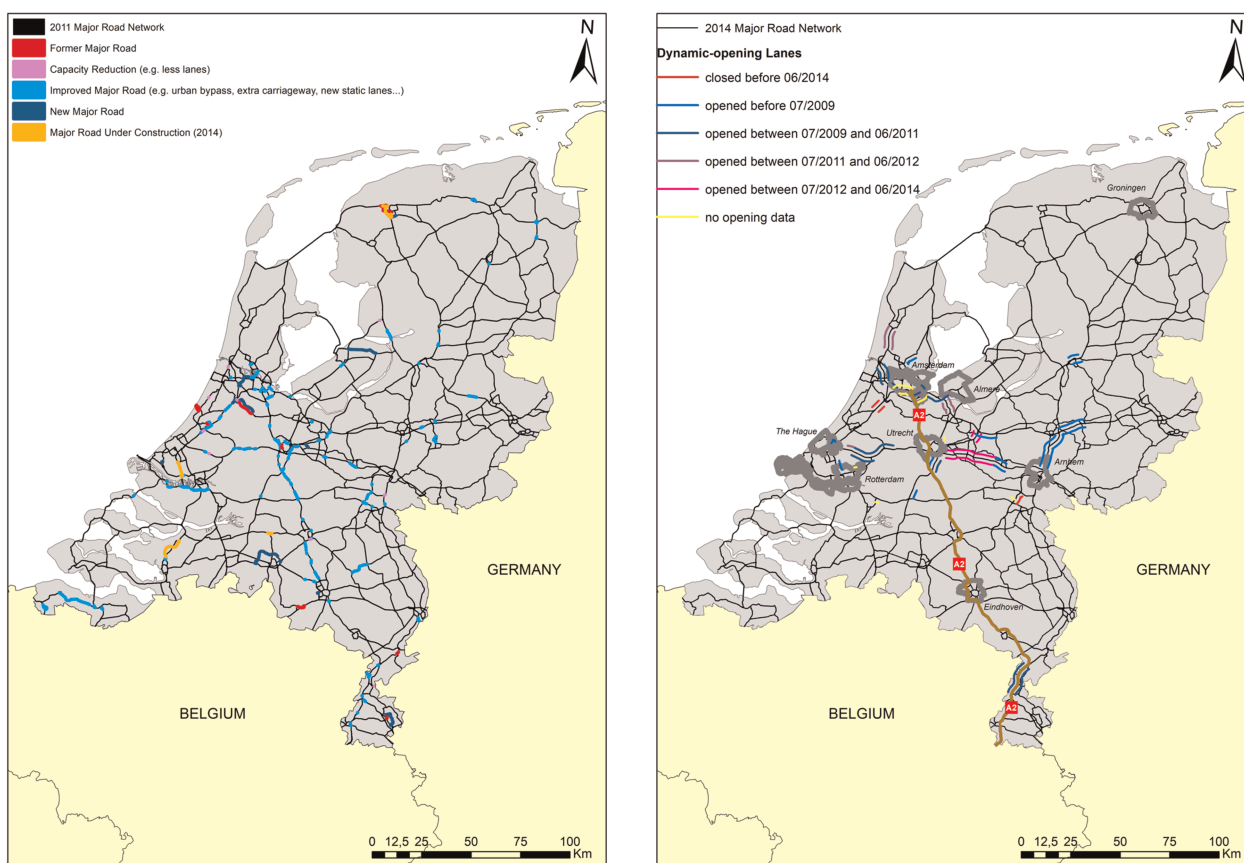 2011 Major Road Network
Former Major Road
Capacity Reduction (e.g. less lanes)
Improved Major Road (e.g. urban bypass, extra carriageway, new static lanes...)
New Major Road
Major Road Under Construction (2014)
N
GERMANY
BELGIUM
0 12,5 25 50 75 100
Km
2014 Major Road Network
Dynamic-opening Lanes
closed before 06/2014
opened before 07/2009
opened between 07/2009 and 06/2011
opened between 07/2011 and 06/2012
opened between 07/2012 and 06/2014
no opening data
N
Groningen
Amsterdam
Almere
A2
The Hague
Utrecht
Arnhem
Rotterdam
A2
GERMANY
Eindhoven
A2
BELGIUM
0 12,5 25 50 75 100
Km